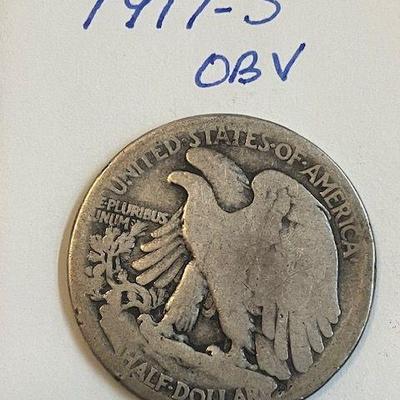 1917-S
OBV
UNITED·STATES·OF·AMERICA
E·PLURIBUS
UNUM
HALF·DOLLAR